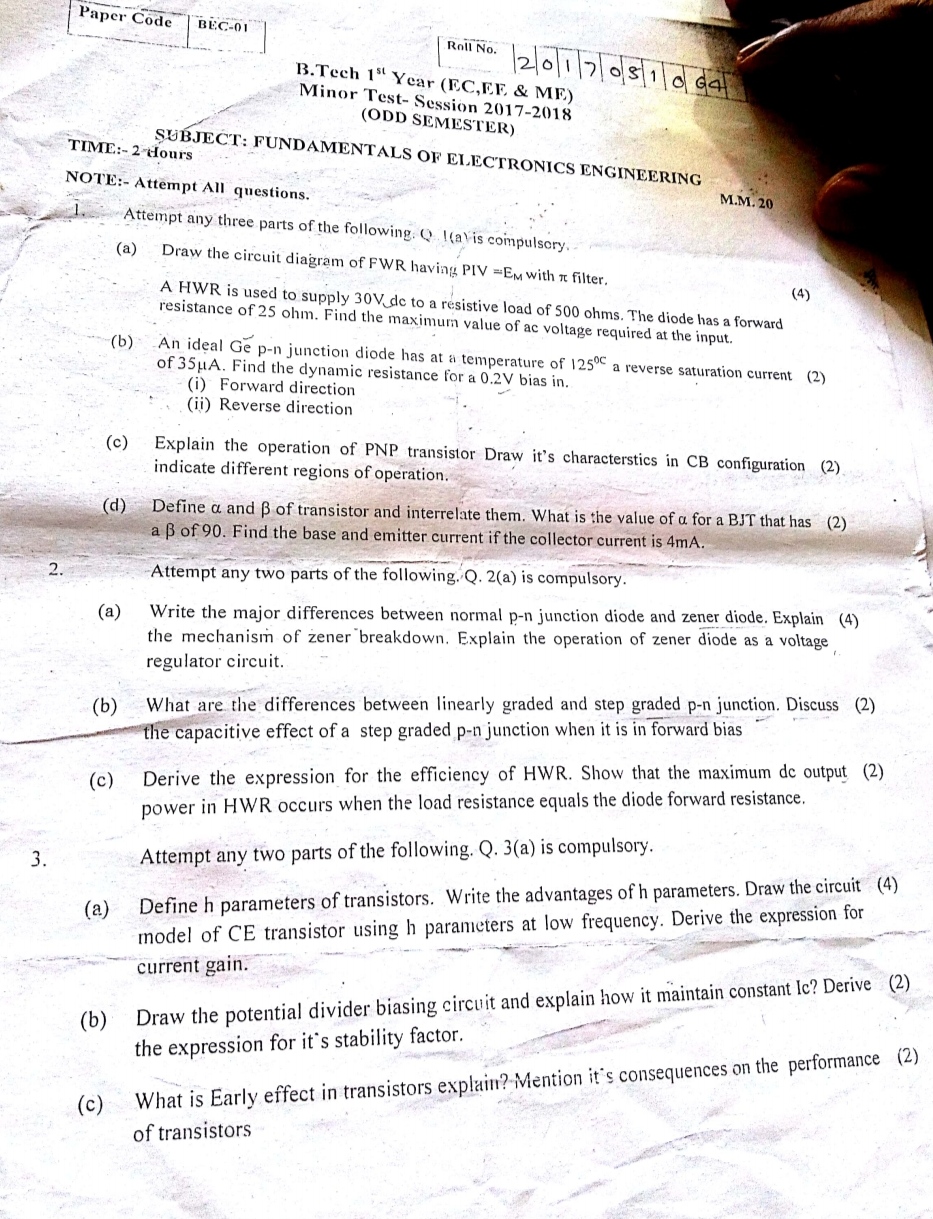 Paper Code BEC-01
Roll No. 2017051064
B.Tech 1st Year (EC,EE & ME)
Minor Test- Session 2017-2018
(ODD SEMESTER)
SUBJECT: FUNDAMENTALS OF ELECTRONICS ENGINEERING
TIME:- 2 Hours
M.M. 20
NOTE:- Attempt All questions.
1. Attempt any three parts of the following. Q 1(a) is compulsory.
(a) Draw the circuit diagram of FWR having PIV =EM with π filter. (4)
A HWR is used to supply 30V dc to a resistive load of 500 ohms. The diode has a forward
resistance of 25 ohm. Find the maximum value of ac voltage required at the input.
(b) An ideal Ge p-n junction diode has at a temperature of 125⁰ᶜ a reverse saturation current (2)
of 35µA. Find the dynamic resistance for a 0.2V bias in.
(i) Forward direction
(ii) Reverse direction
(c) Explain the operation of PNP transistor Draw it's characterstics in CB configuration (2)
indicate different regions of operation.
(d) Define α and β of transistor and interrelate them. What is the value of α for a BJT that has (2)
a β of 90. Find the base and emitter current if the collector current is 4mA.
2. Attempt any two parts of the following. Q. 2(a) is compulsory.
(a) Write the major differences between normal p-n junction diode and zener diode. Explain (4)
the mechanism of zener breakdown. Explain the operation of zener diode as a voltage
regulator circuit.
(b) What are the differences between linearly graded and step graded p-n junction. Discuss (2)
the capacitive effect of a step graded p-n junction when it is in forward bias
(c) Derive the expression for the efficiency of HWR. Show that the maximum dc output (2)
power in HWR occurs when the load resistance equals the diode forward resistance.
3. Attempt any two parts of the following. Q. 3(a) is compulsory.
(a) Define h parameters of transistors. Write the advantages of h parameters. Draw the circuit (4)
model of CE transistor using h parameters at low frequency. Derive the expression for
current gain.
(b) Draw the potential divider biasing circuit and explain how it maintain constant Ic? Derive (2)
the expression for it's stability factor.
(c) What is Early effect in transistors explain? Mention it's consequences on the performance (2)
of transistors